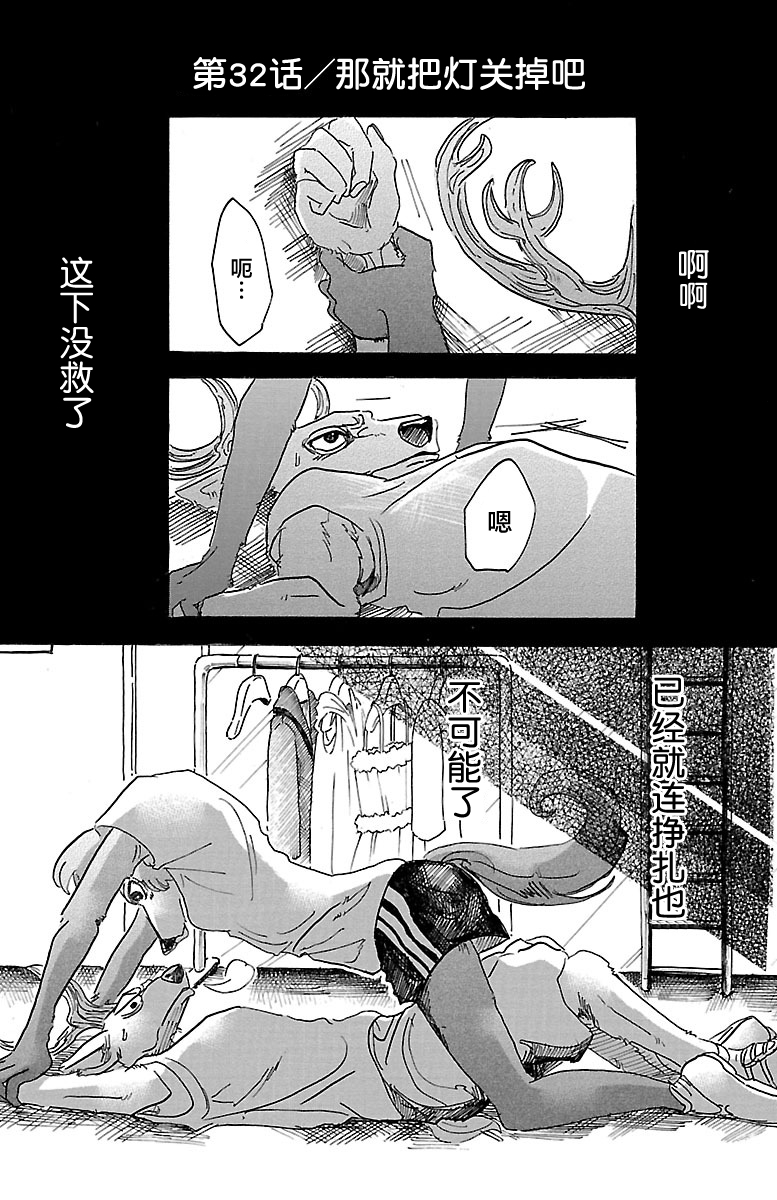 第32话／那就把灯关掉吧
啊啊
呃…
这下没救了
嗯
已经就连挣扎也
不可能了